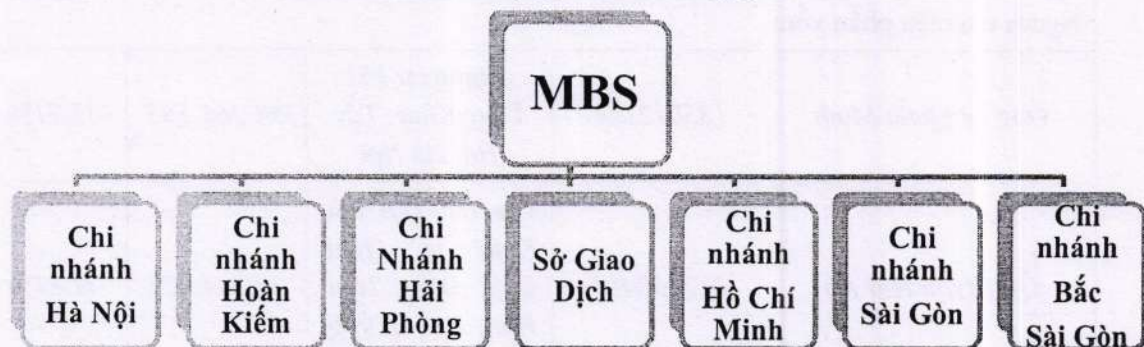 MBS
Chi
nhánh
Hà Nội
Chi
nhánh
Hoàn
Kiếm
Chi
Nhánh
Hải
Phòng
Sở Giao
Dịch
Chi
nhánh
Hồ Chí
Minh
Chi
nhánh
Sài Gòn
Chi
nhánh
Bắc
Sài Gòn